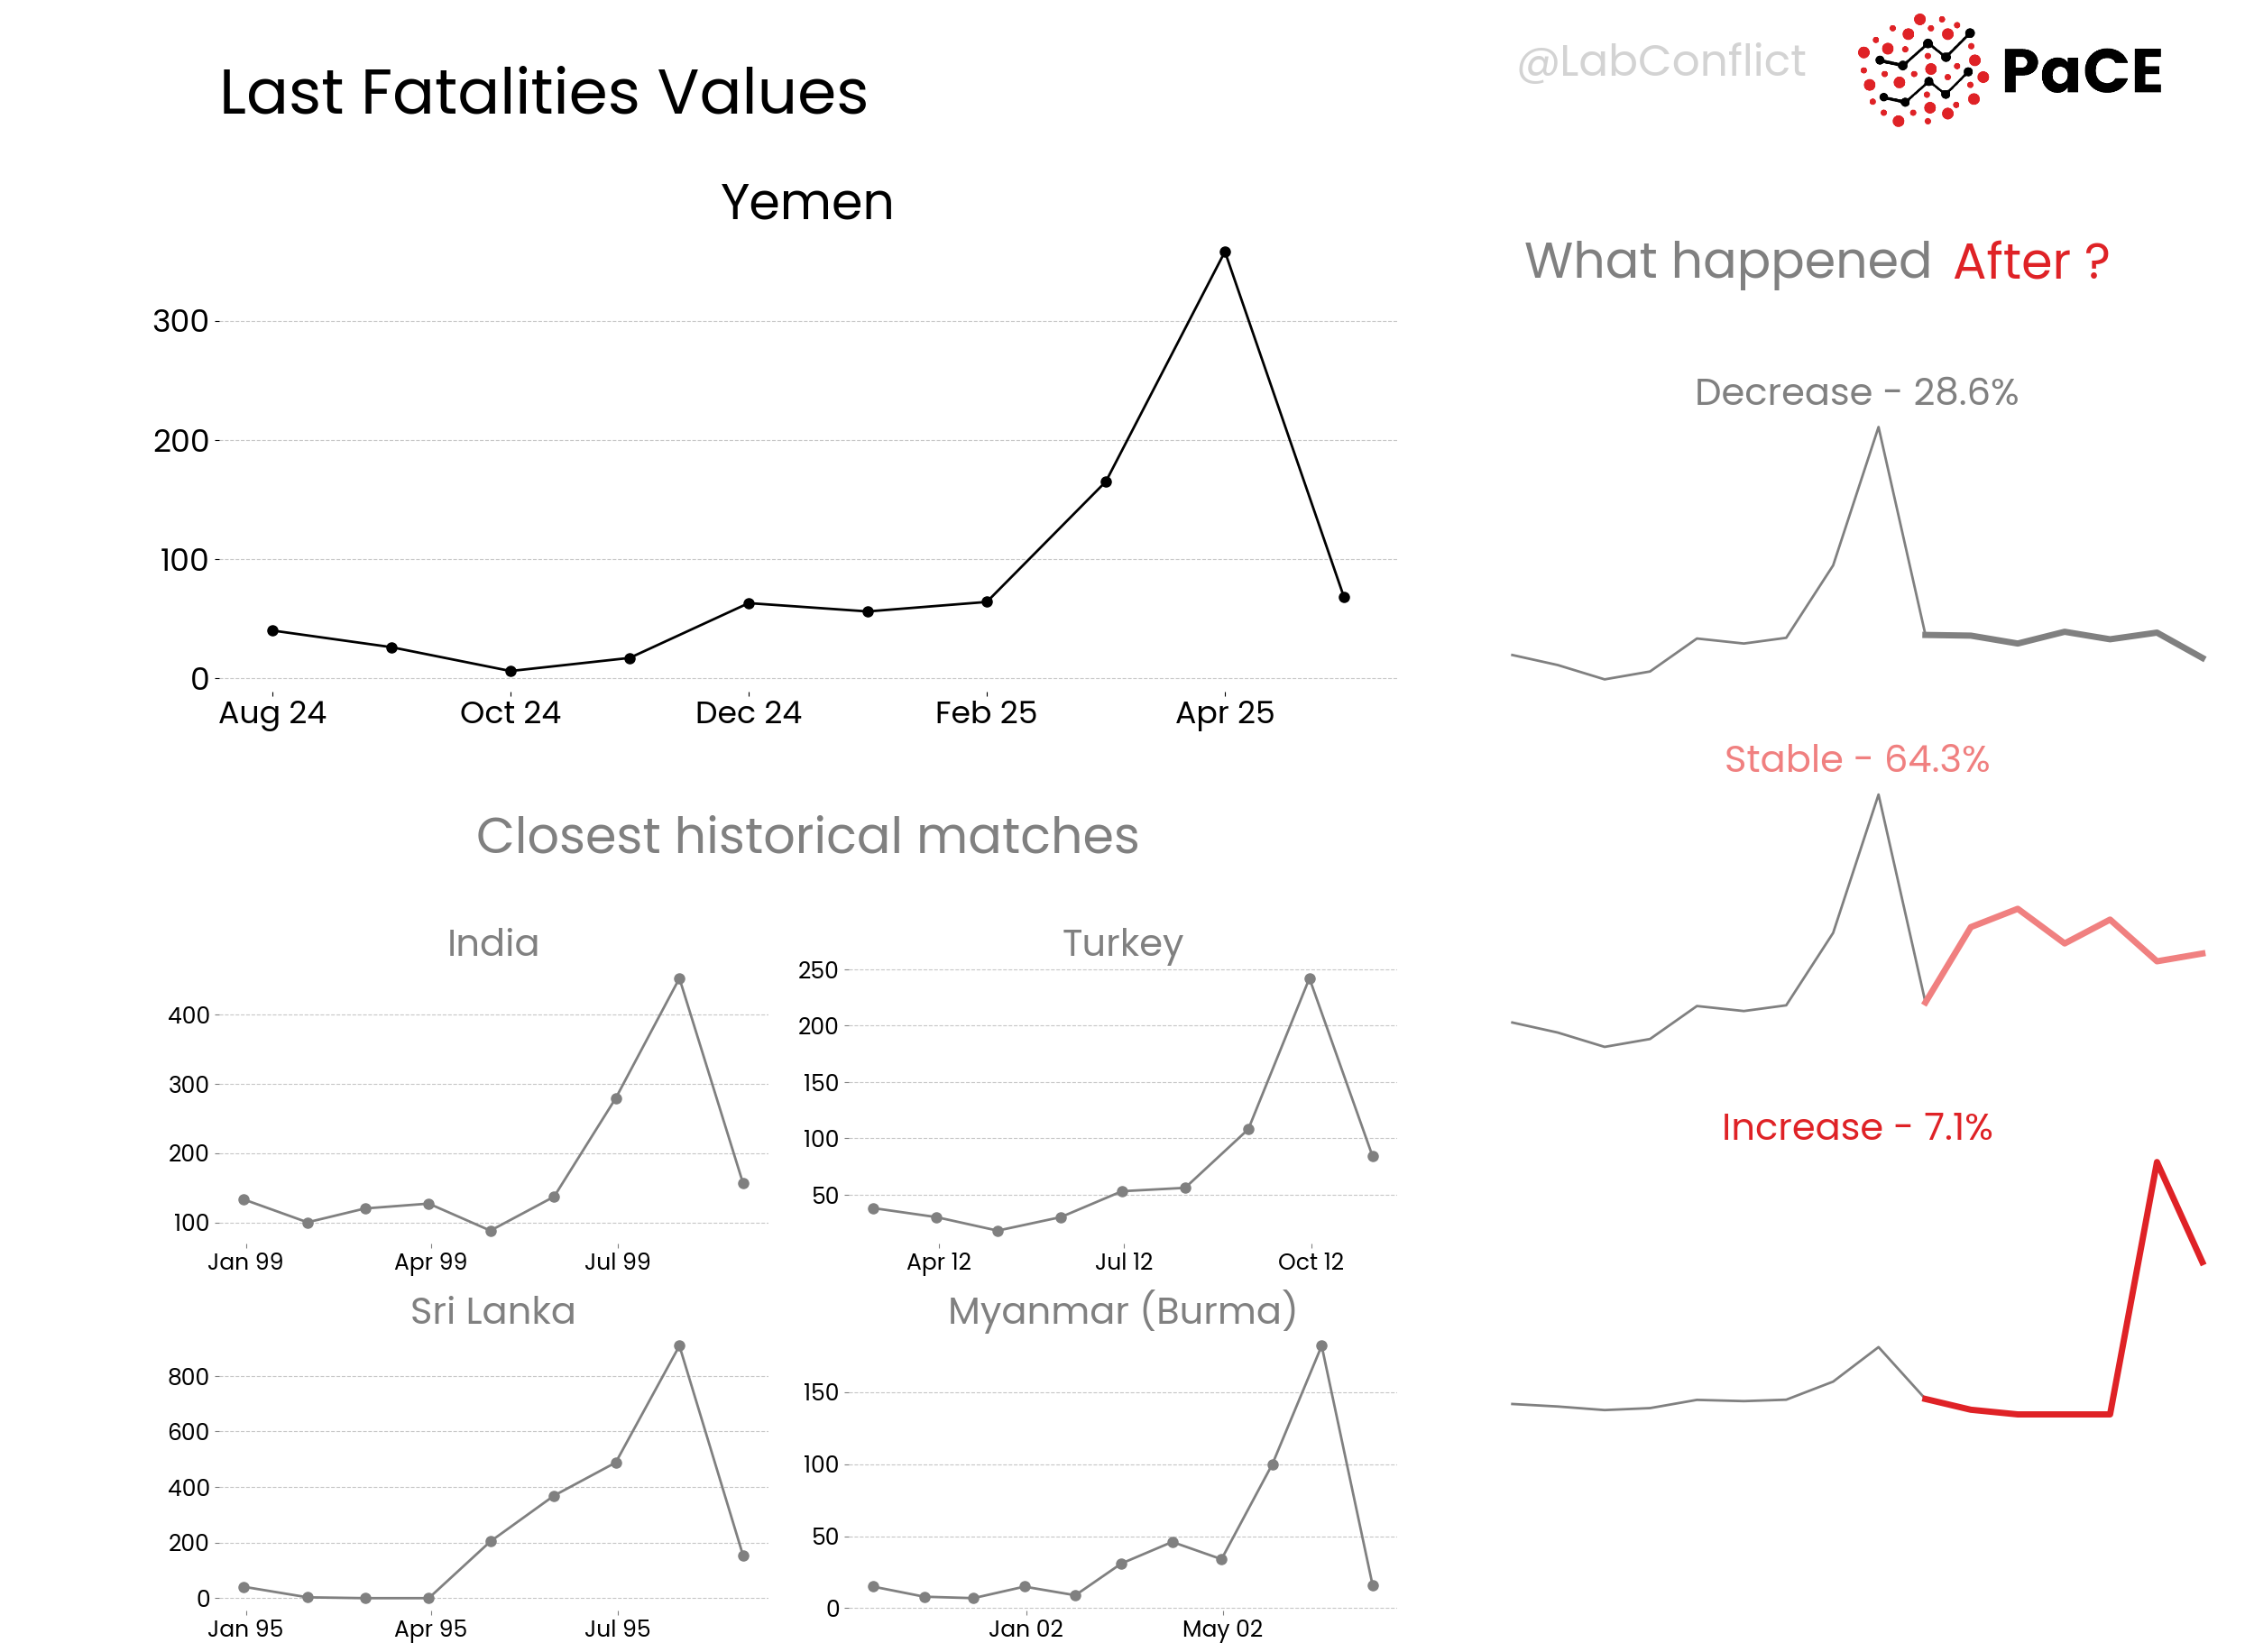 @LabConflict
PaCE
Last Fatalities Values
Yemen
300
200
100
0
Aug 24 Oct 24 Dec 24 Feb 25 Apr 25
What happened After ?
Decrease - 28.6%
Stable - 64.3%
Increase - 7.1%
Closest historical matches
India
400
300
200
100
Jan 99 Apr 99 Jul 99
Turkey
250
200
150
100
50
Apr 12 Jul 12 Oct 12
Sri Lanka
800
600
400
200
0
Jan 95 Apr 95 Jul 95
Myanmar (Burma)
150
100
50
0
Jan 02 May 02